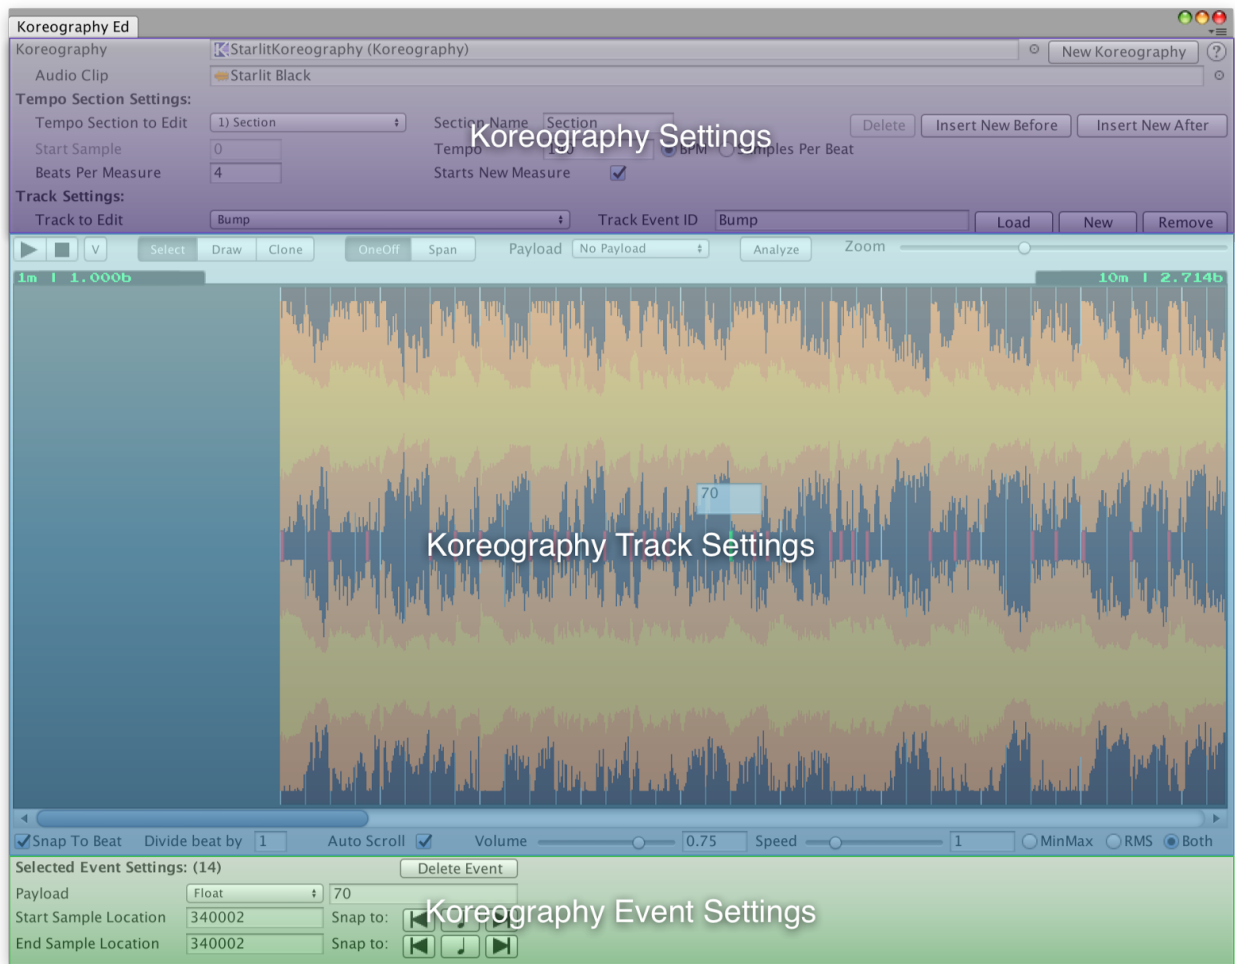 Koreography Ed
Koreography StarlitKoreography (Koreography) New Koreography ?
Audio Clip Starlit Black
Tempo Section Settings:
Tempo Section to Edit 1) Section Section Name Section Delete Insert New Before Insert New After
Koreography Settings
Start Sample 0 Tempo BPM Samples Per Beat
Beats Per Measure 4 Starts New Measure
Track Settings:
Track to Edit Bump Track Event ID Bump Load New Remove
V Select Draw Clone OneOff Span Payload No Payload Analyze Zoom
1m | 1.000b 10m | 2.714b
70
Koreography Track Settings
Snap To Beat Divide beat by 1 Auto Scroll Volume 0.75 Speed 1 MinMax RMS Both
Selected Event Settings: (14) Delete Event
Payload Float 70
Start Sample Location 340002 Snap to:
Koreography Event Settings
End Sample Location 340002 Snap to: